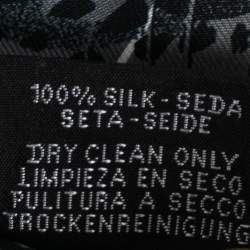 100% SILK - SEDA
SETA - SEIDE
DRY CLEAN ONLY
LIMPIEZA EN SECO
PULITURA A SECCO
TROCKENREINIGUNG